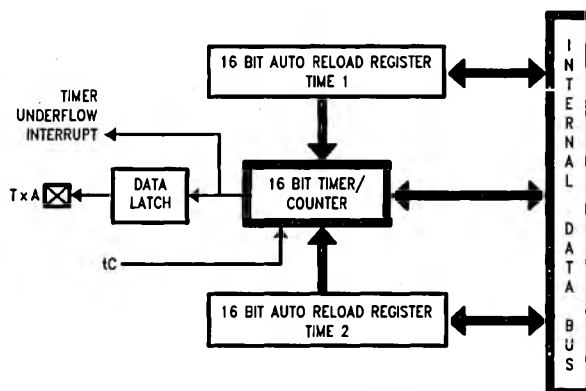 16 BIT AUTO RELOAD REGISTER
TIME 1
TIMER
UNDERFLOW
INTERRUPT
TxA
DATA
LATCH
16 BIT TIMER/
COUNTER
tC
16 BIT AUTO RELOAD REGISTER
TIME 2
INTERNAL DATA BUS